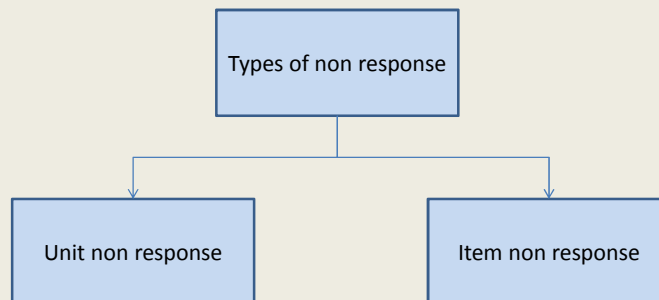 Types of non response
Unit non response
Item non response